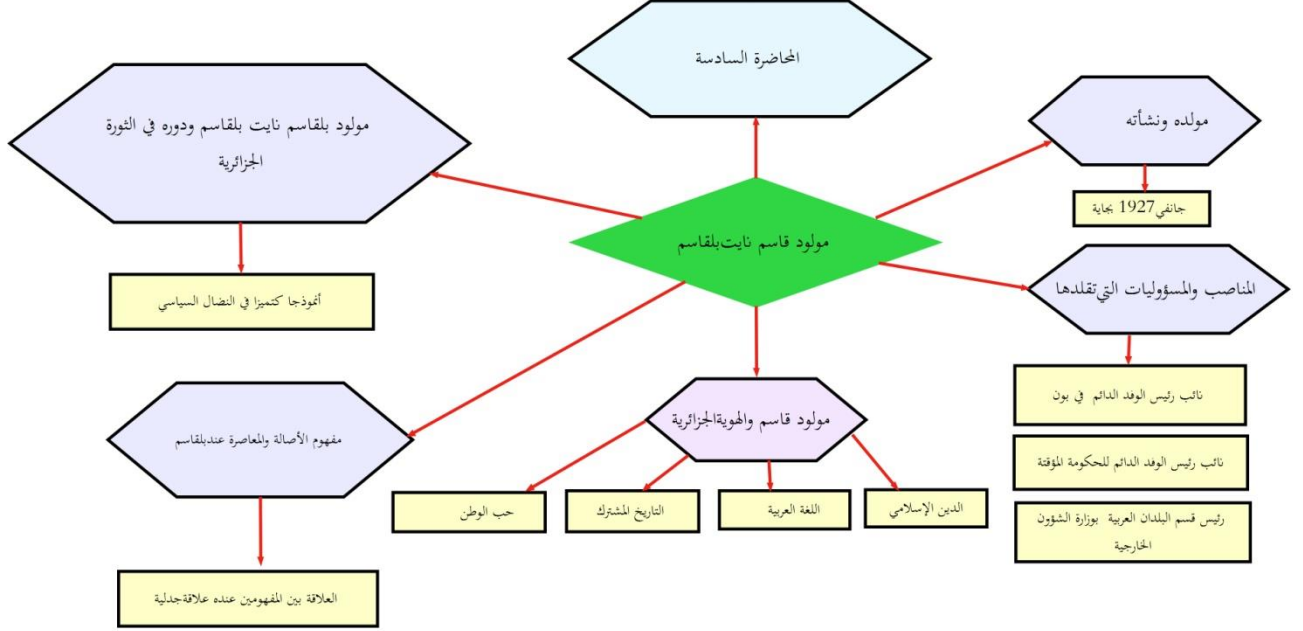 المحاضرة السادسة
مولده ونشأته
جانفي1927 بجاية
مولود بلقاسم نايت بلقاسم ودوره في الثورة
الجزائرية
أنموذجا كتميزا في النضال السياسي
مولود قاسم نايت‌بلقاسم
المناصب والمسؤوليات التي‌تقلدها
نائب رئيس الوفد الدائم في بون
نائب رئيس الوفد الدائم للحكومة المؤقتة
رئيس قسم البلدان العربية بوزارة الشؤون
الخارجية
مولود قاسم والهويةالجزائرية
الدين الإسلامي
اللغة العربية
التاريخ المشترك
حب الوطن
مفهوم الأصالة والمعاصرة عندبلقاسم
العلاقة بين المفهومين عنده علاقةجدلية